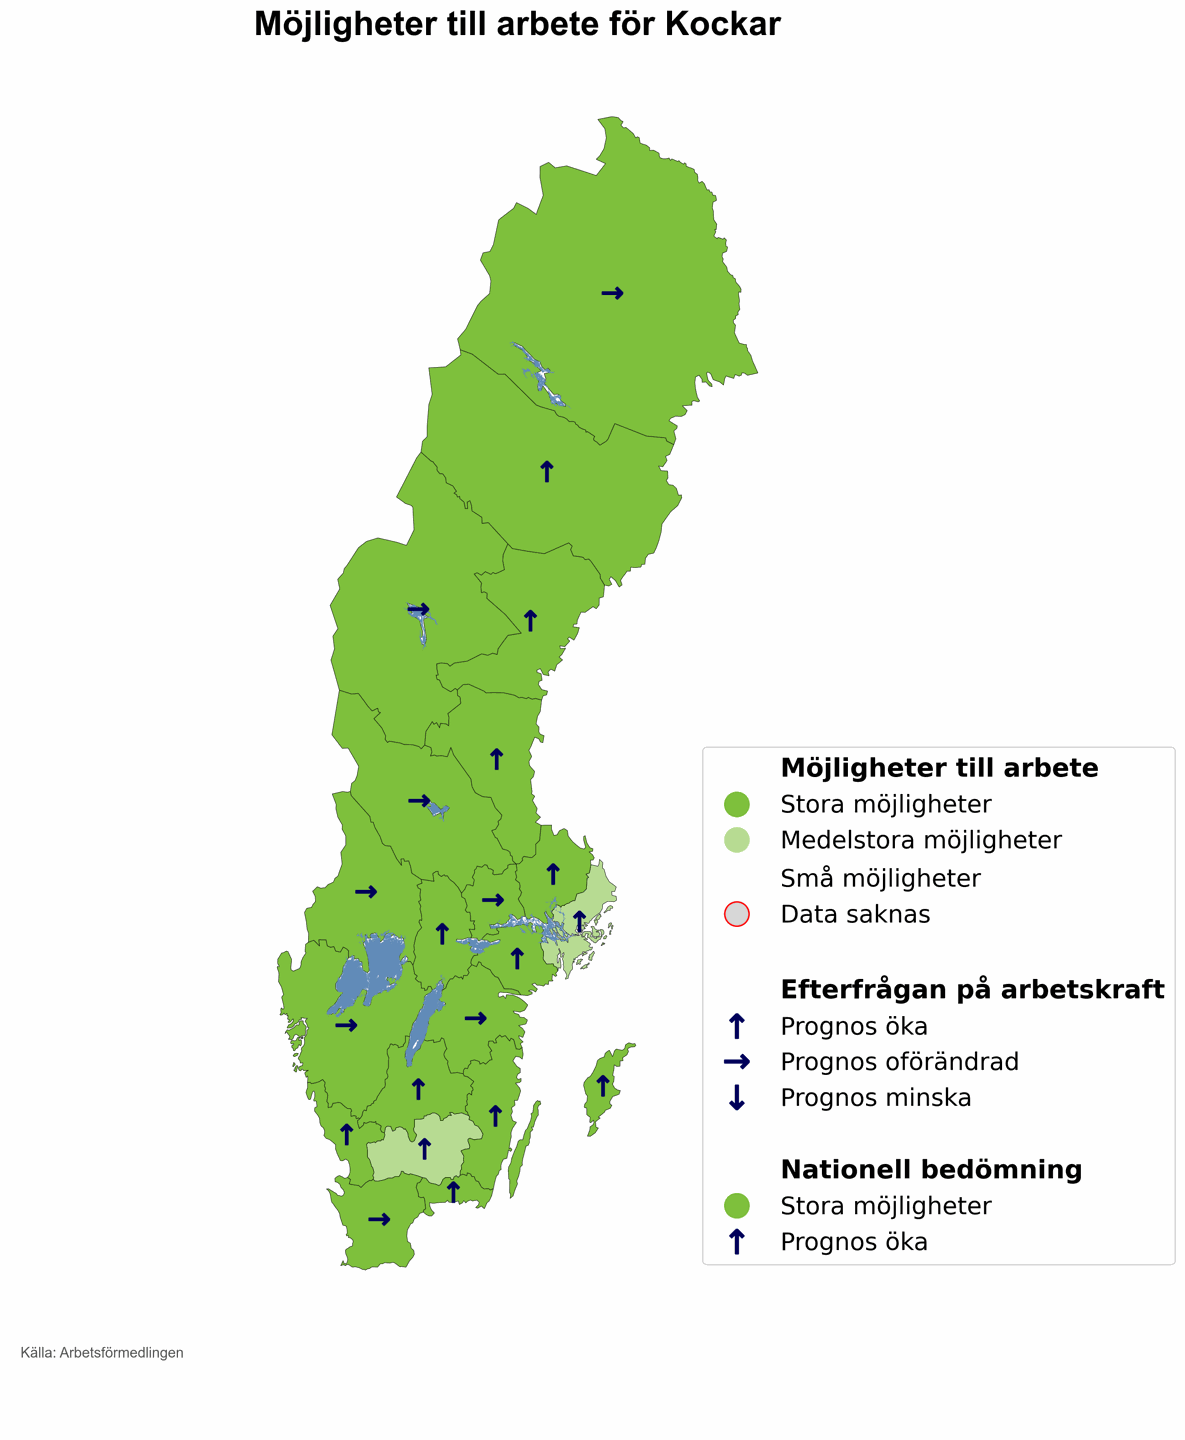 Möjligheter till arbete för Kockar
Möjligheter till arbete
Stora möjligheter
Medelstora möjligheter
Små möjligheter
Data saknas
Efterfrågan på arbetskraft
Prognos öka
Prognos oförändrad
Prognos minska
Nationell bedömning
Stora möjligheter
Prognos öka
Källa: Arbetsförmedlingen